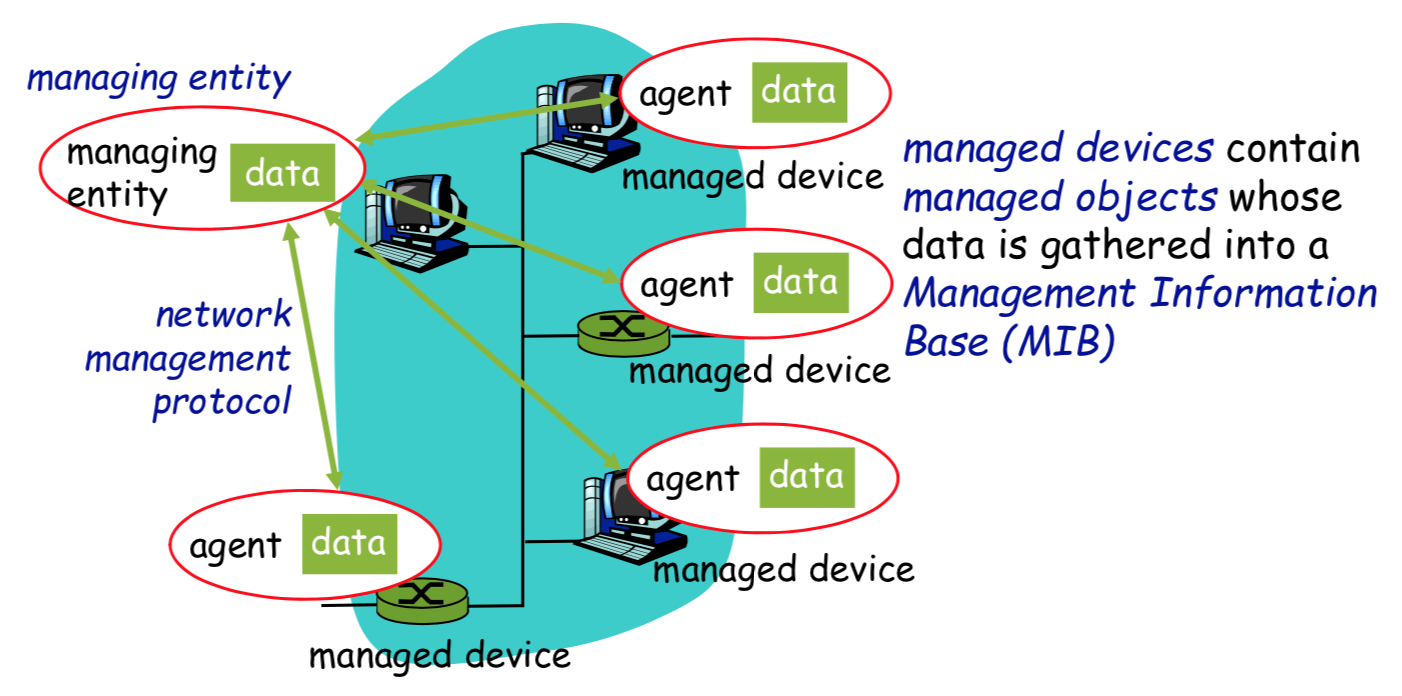 managing entity
managing
entity
data
agent data
managed device
agent data
managed device
agent data
managed device
network
management
protocol
agent data
managed device
managed devices contain
managed objects whose
data is gathered into a
Management Information
Base (MIB)